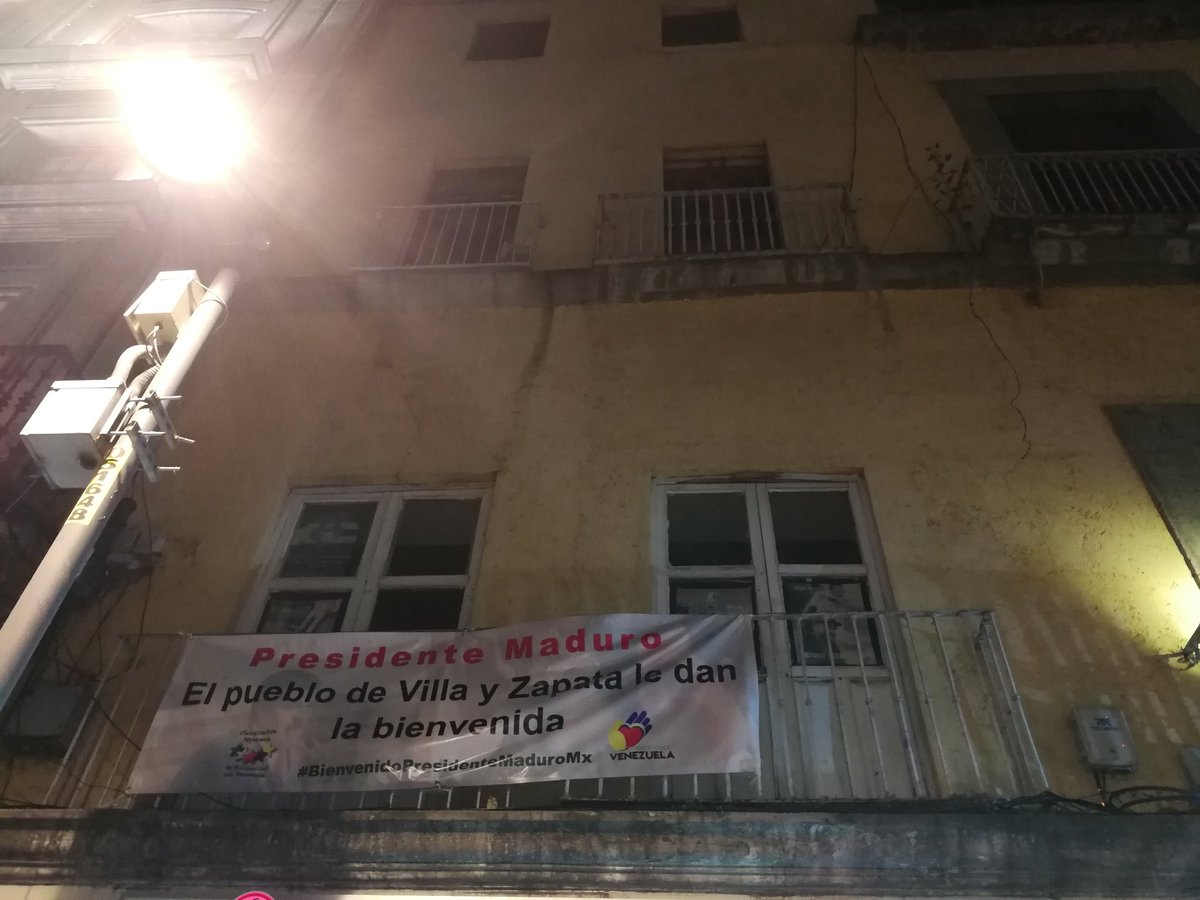 Presidente Maduro
El pueblo de Villa y Zapata le dan
la bienvenida
#BienvenidoPresidenteMaduroMx
VENEZUELA